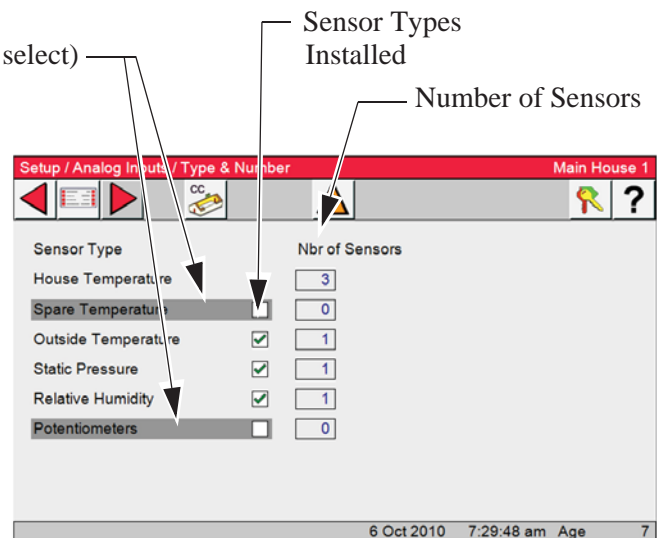 Sensor Types
Installed
select)
Number of Sensors
Setup / Analog Inputs / Type & Number Main House 1
CC
?
Sensor Type Nbr of Sensors
House Temperature 3
Spare Temperature 0
Outside Temperature 1
Static Pressure 1
Relative Humidity 1
Potentiometers 0
6 Oct 2010 7:29:48 am Age 7